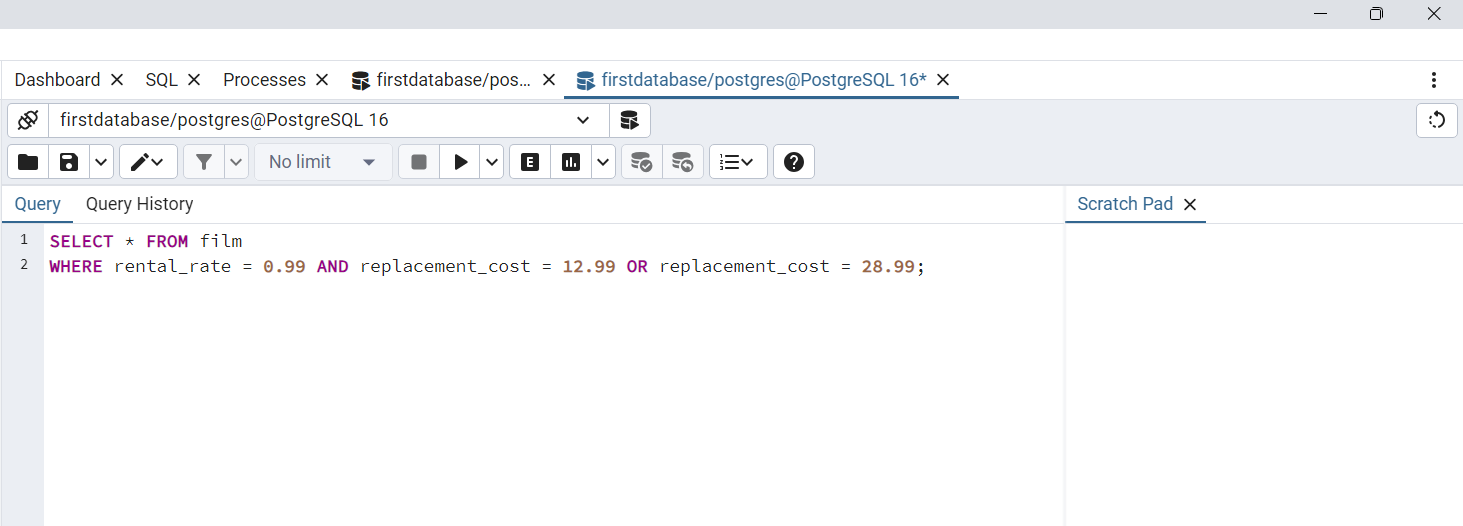 Dashboard SQL Processes firstdatabase/pos... firstdatabase/postgres@PostgreSQL 16*
firstdatabase/postgres@PostgreSQL 16
No limit E
Query Query History Scratch Pad
1 SELECT * FROM film
2 WHERE rental_rate = 0.99 AND replacement_cost = 12.99 OR replacement_cost = 28.99;